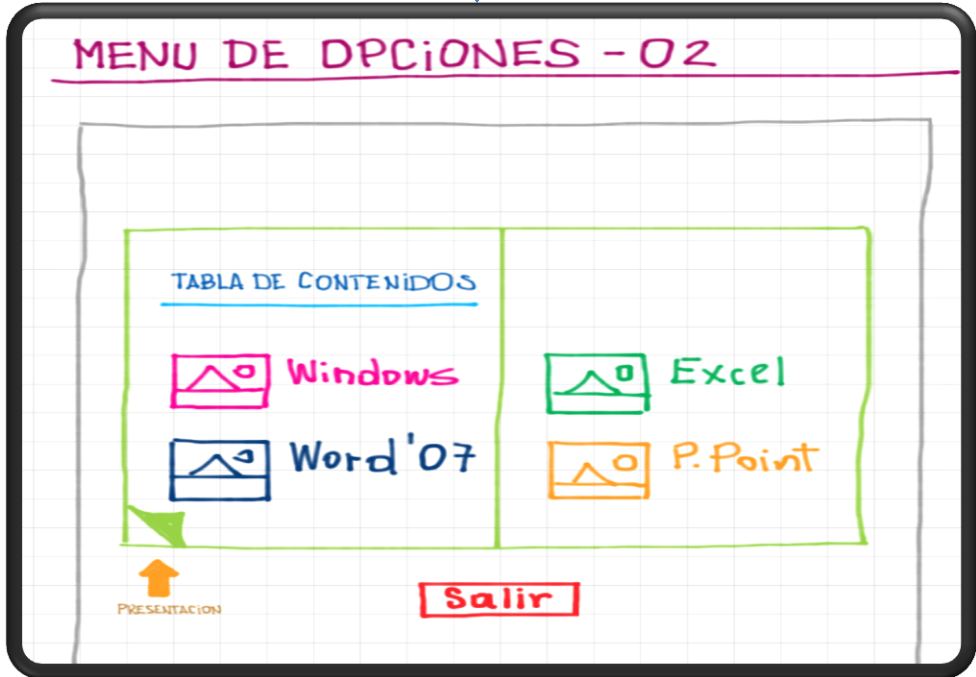 MENU DE OPCiONES - 02
TABLA DE CONTENiDOS
Windows
Word '07
Excel
P. Point
PRESENTACiON
Salir